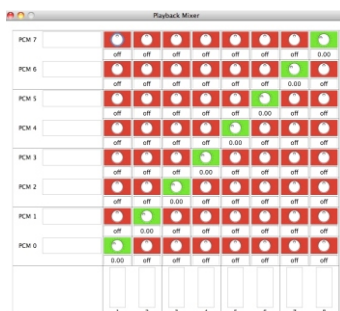 Playback Mixer
PCM 7
off off off off off off off 0.00
PCM 6
off off off off off off 0.00 off
PCM 5
off off off off off 0.00 off off
PCM 4
off off off off 0.00 off off off
PCM 3
off off off 0.00 off off off off
PCM 2
off off 0.00 off off off off off
PCM 1
off 0.00 off off off off off off
PCM 0
0.00 off off off off off off off